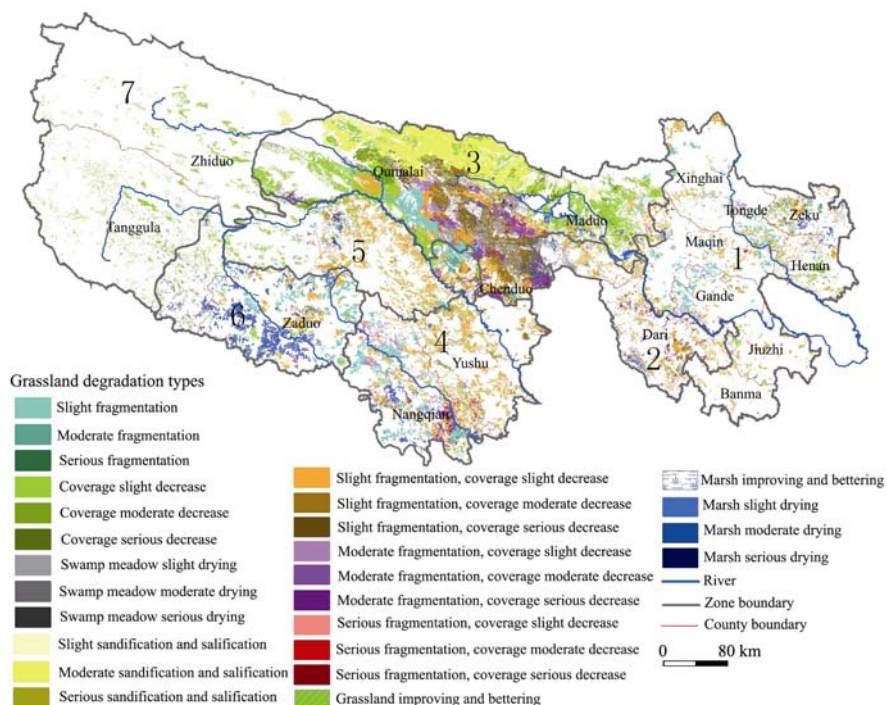 7
3
Zhiduo
Qumalai
Xinghai
Tanggula
Maduo
Tongde
Zeku
Maqin
1
Henan
5
Gande
Chenduo
6
Zaduo
4
Yushu
Dari
2
Jiuzhi
Banma
Nangqian
Grassland degradation types
Slight fragmentation
Moderate fragmentation
Serious fragmentation
Coverage slight decrease
Coverage moderate decrease
Coverage serious decrease
Swamp meadow slight drying
Swamp meadow moderate drying
Swamp meadow serious drying
Slight sandification and salification
Moderate sandification and salification
Serious sandification and salification
Slight fragmentation, coverage slight decrease
Slight fragmentation, coverage moderate decrease
Slight fragmentation, coverage serious decrease
Moderate fragmentation, coverage slight decrease
Moderate fragmentation, coverage moderate decrease
Moderate fragmentation, coverage serious decrease
Serious fragmentation, coverage slight decrease
Serious fragmentation, coverage moderate decrease
Serious fragmentation, coverage serious decrease
Grassland improving and bettering
Marsh improving and bettering
Marsh slight drying
Marsh moderate drying
Marsh serious drying
River
Zone boundary
County boundary
0 80 km